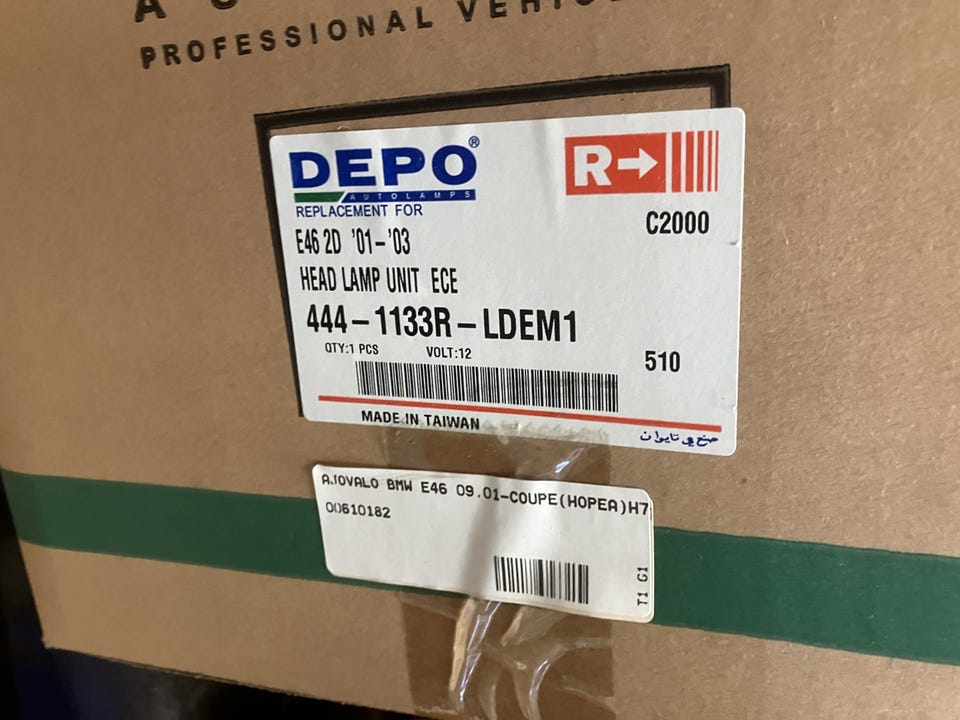 PROFESSIONAL VEHIC
DEPO®
AUTOLAMPS
REPLACEMENT FOR
R→
C2000
E46 2D '01-'03
HEAD LAMP UNIT ECE
444-1133R-LDEM1
QTY:1 PCS VOLT:12
510
MADE IN TAIWAN
صنع في تايوان
AJOVALO BMW E46 09.01-COUPE(HOPEA)H7
00610182
T1 G1